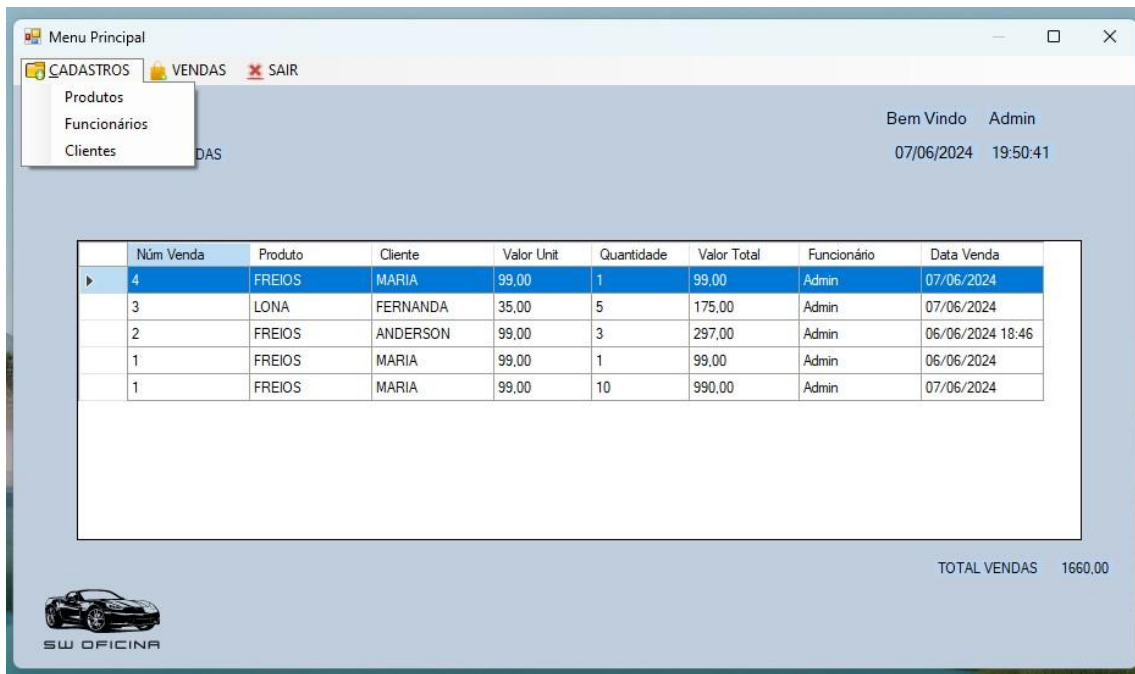 Menu Principal
CADASTROS VENDAS SAIR
Produtos
Funcionários
Clientes
DAS
Bem Vindo Admin
07/06/2024 19:50:41
Núm Venda Produto Cliente Valor Unit Quantidade Valor Total Funcionário Data Venda
4 FREIOS MARIA 99,00 1 99,00 Admin 07/06/2024
3 LONA FERNANDA 35,00 5 175,00 Admin 07/06/2024
2 FREIOS ANDERSON 99,00 3 297,00 Admin 06/06/2024 18:46
1 FREIOS MARIA 99,00 1 99,00 Admin 06/06/2024
1 FREIOS MARIA 99,00 10 990,00 Admin 07/06/2024
TOTAL VENDAS 1660,00
SW OFICINA